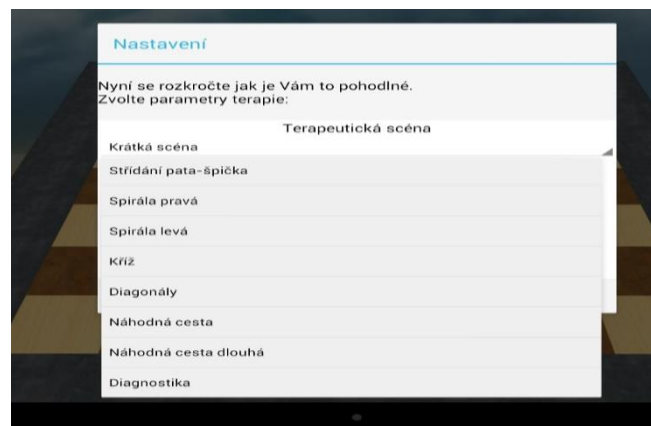 Nastavení
Nyní se rozkročte jak je Vám to pohodlné.
Zvolte parametry terapie:
Terapeutická scéna
Krátká scéna
Střídání pata-špička
Spirála pravá
Spirála levá
Kříž
Diagonály
Náhodná cesta
Náhodná cesta dlouhá
Diagnostika